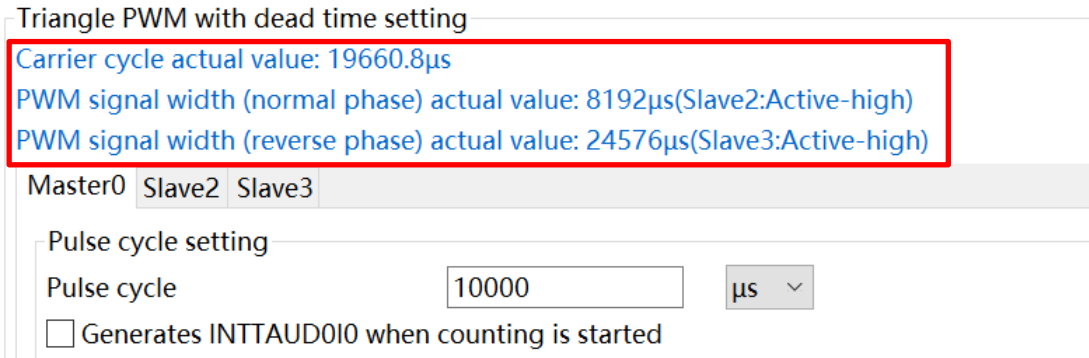 Triangle PWM with dead time setting
Carrier cycle actual value: 19660.8μs
PWM signal width (normal phase) actual value: 8192μs(Slave2:Active-high)
PWM signal width (reverse phase) actual value: 24576μs(Slave3:Active-high)
Master0 Slave2 Slave3
Pulse cycle setting
Pulse cycle 10000 μs
Generates INTTAUD0I0 when counting is started